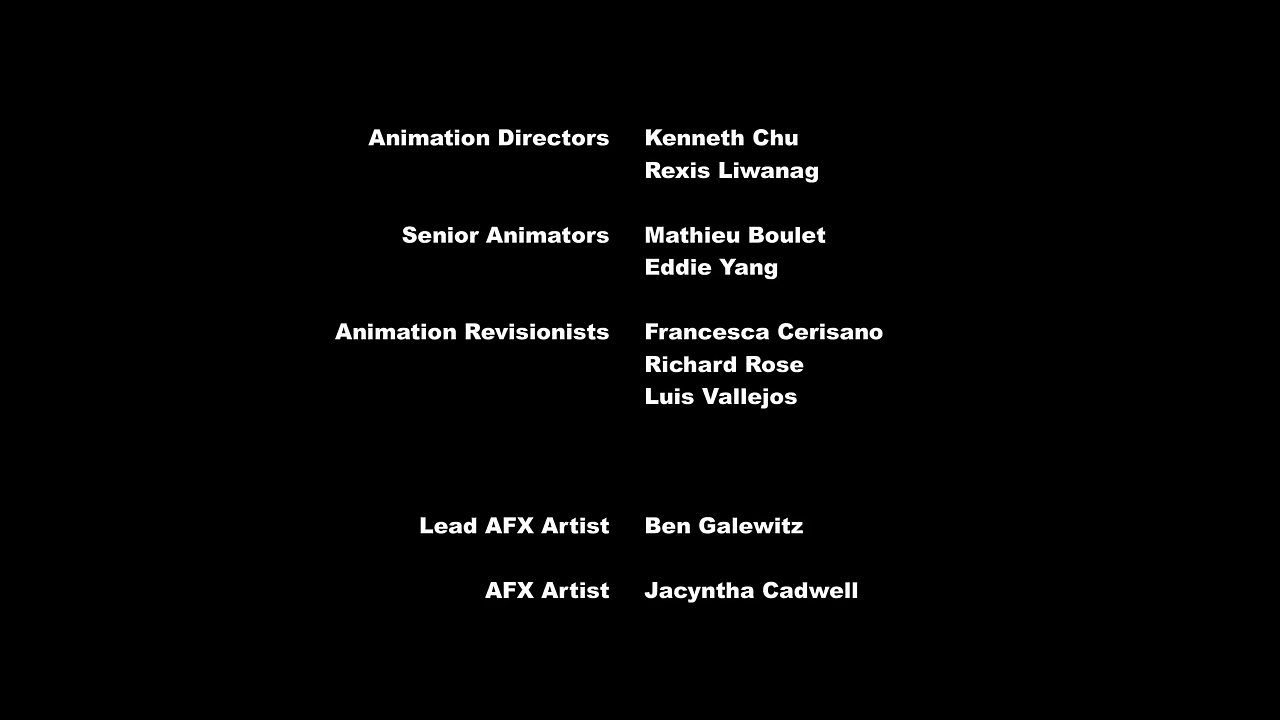 Animation Directors Kenneth Chu
Rexis Liwanag
Senior Animators Mathieu Boulet
Eddie Yang
Animation Revisionists Francesca Cerisano
Richard Rose
Luis Vallejos
Lead AFX Artist Ben Galewitz
AFX Artist Jacyntha Cadwell